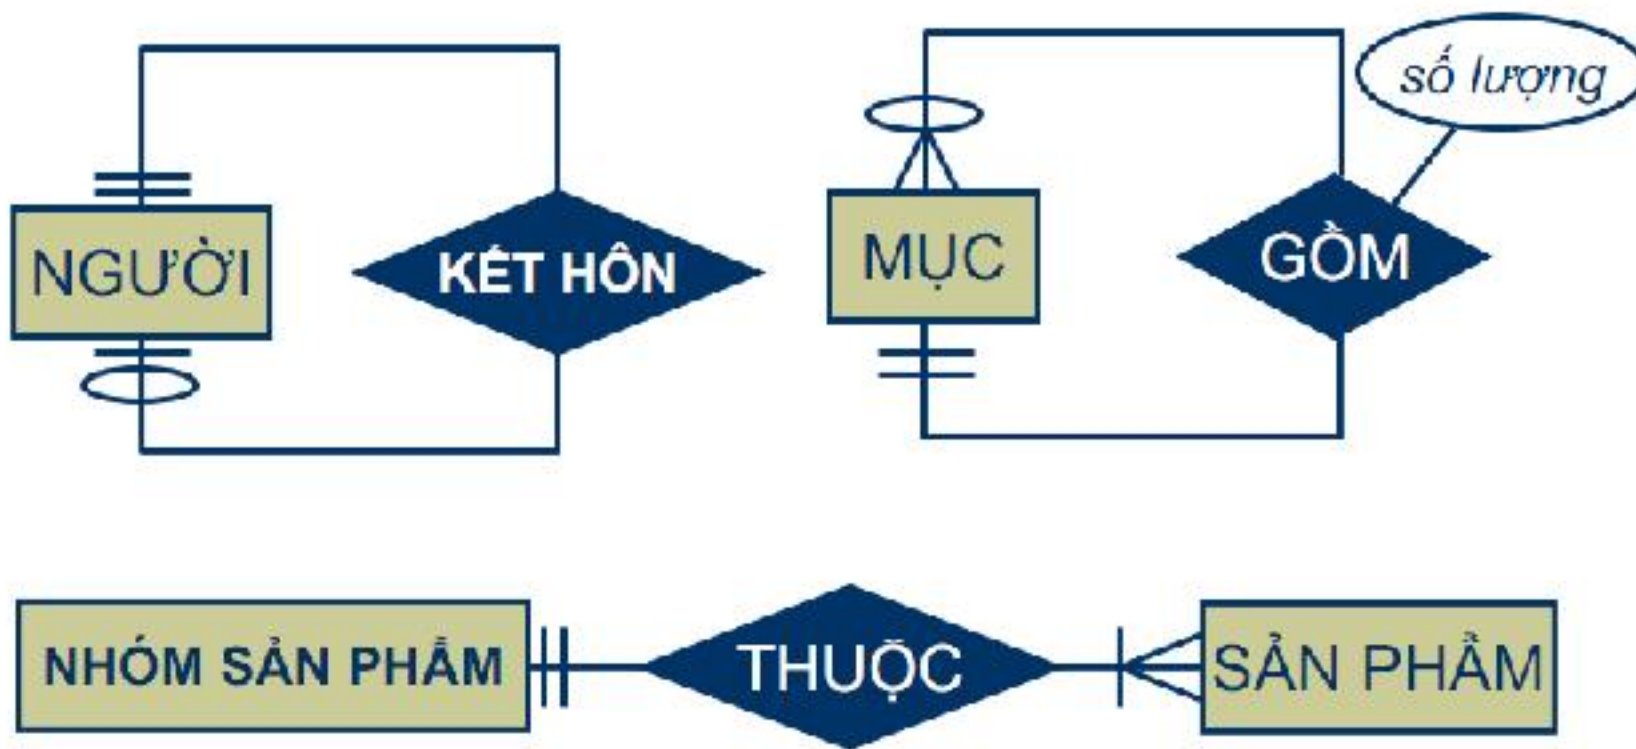 số lượng
NGƯỜI
KẾT HÔN
MỤC
GỒM
NHÓM SẢN PHẨM
THUỘC
SẢN PHẨM